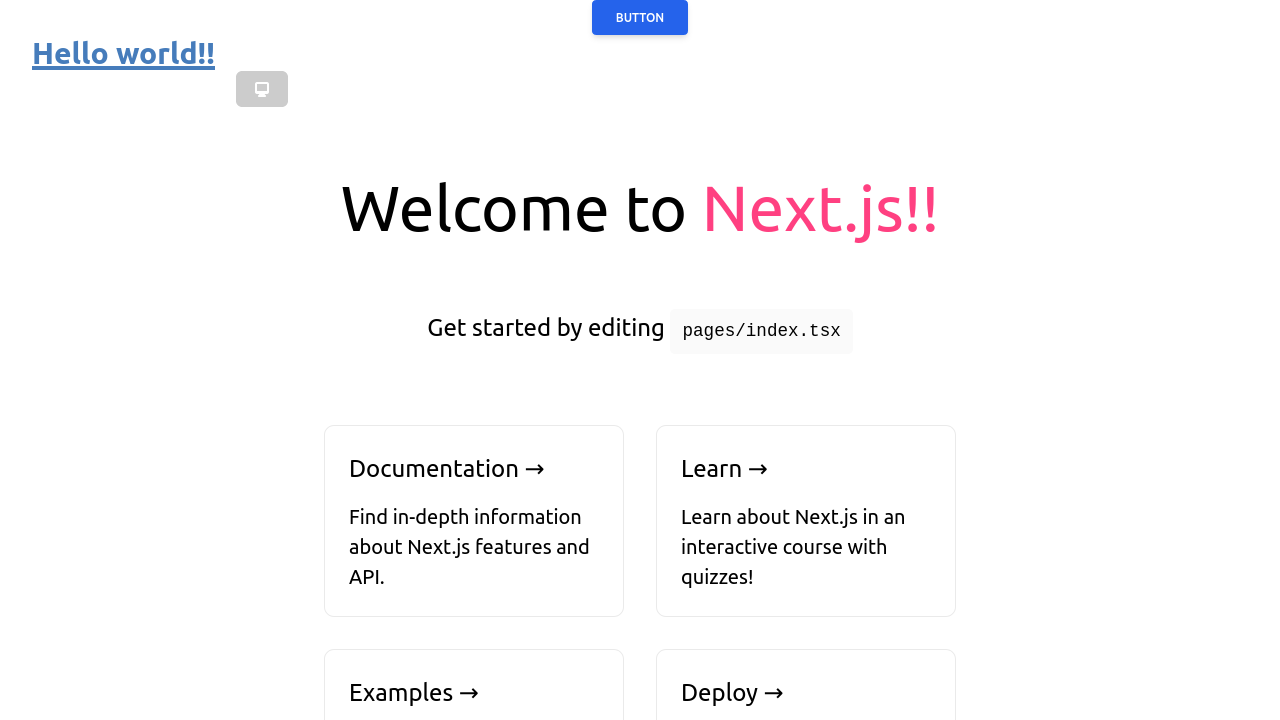 BUTTON
Hello world!!
Welcome to Next.js!!
Get started by editing pages/index.tsx
Documentation →
Find in-depth information
about Next.js features and
API.
Learn →
Learn about Next.js in an
interactive course with
quizzes!
Examples →
Deploy →